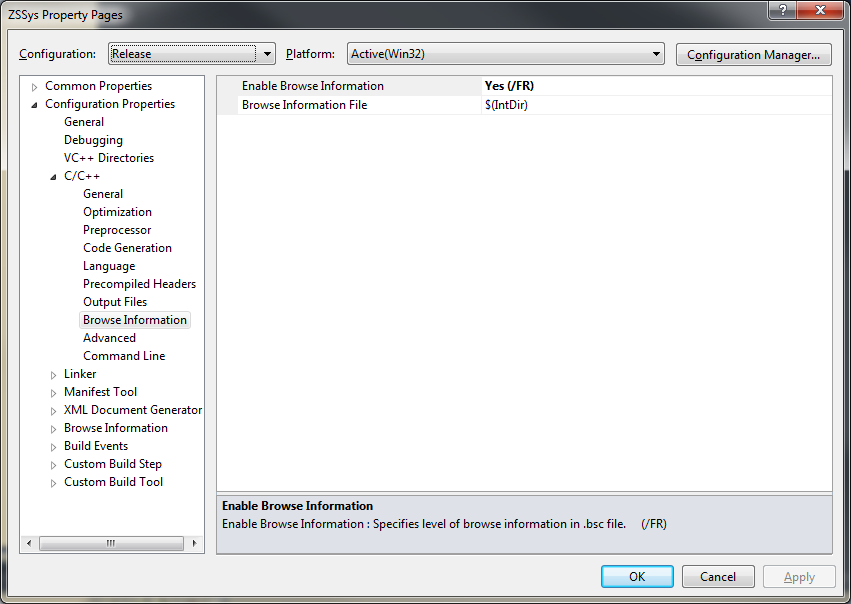 ZSSys Property Pages
Configuration: Release Platform: Active(Win32) Configuration Manager...
Common Properties
Configuration Properties
General
Debugging
VC++ Directories
C/C++
General
Optimization
Preprocessor
Code Generation
Language
Precompiled Headers
Output Files
Browse Information
Advanced
Command Line
Linker
Manifest Tool
XML Document Generator
Browse Information
Build Events
Custom Build Step
Custom Build Tool
Enable Browse Information Yes (/FR)
Browse Information File $(IntDir)
Enable Browse Information
Enable Browse Information : Specifies level of browse information in .bsc file. (/FR)
OK Cancel Apply